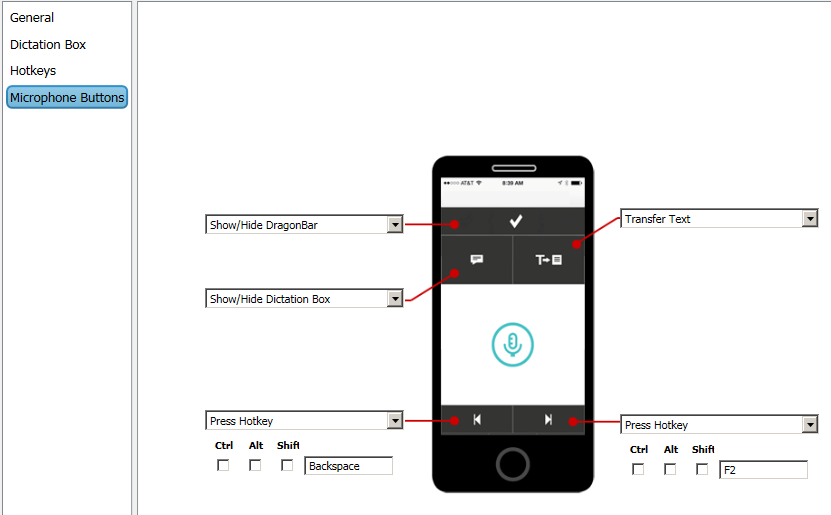 General
Dictation Box
Hotkeys
Microphone Buttons
AT&T 8:39 AM
Show/Hide DragonBar
Transfer Text
T
Show/Hide Dictation Box
Press Hotkey
Ctrl Alt Shift
Backspace
Press Hotkey
Ctrl Alt Shift
F2